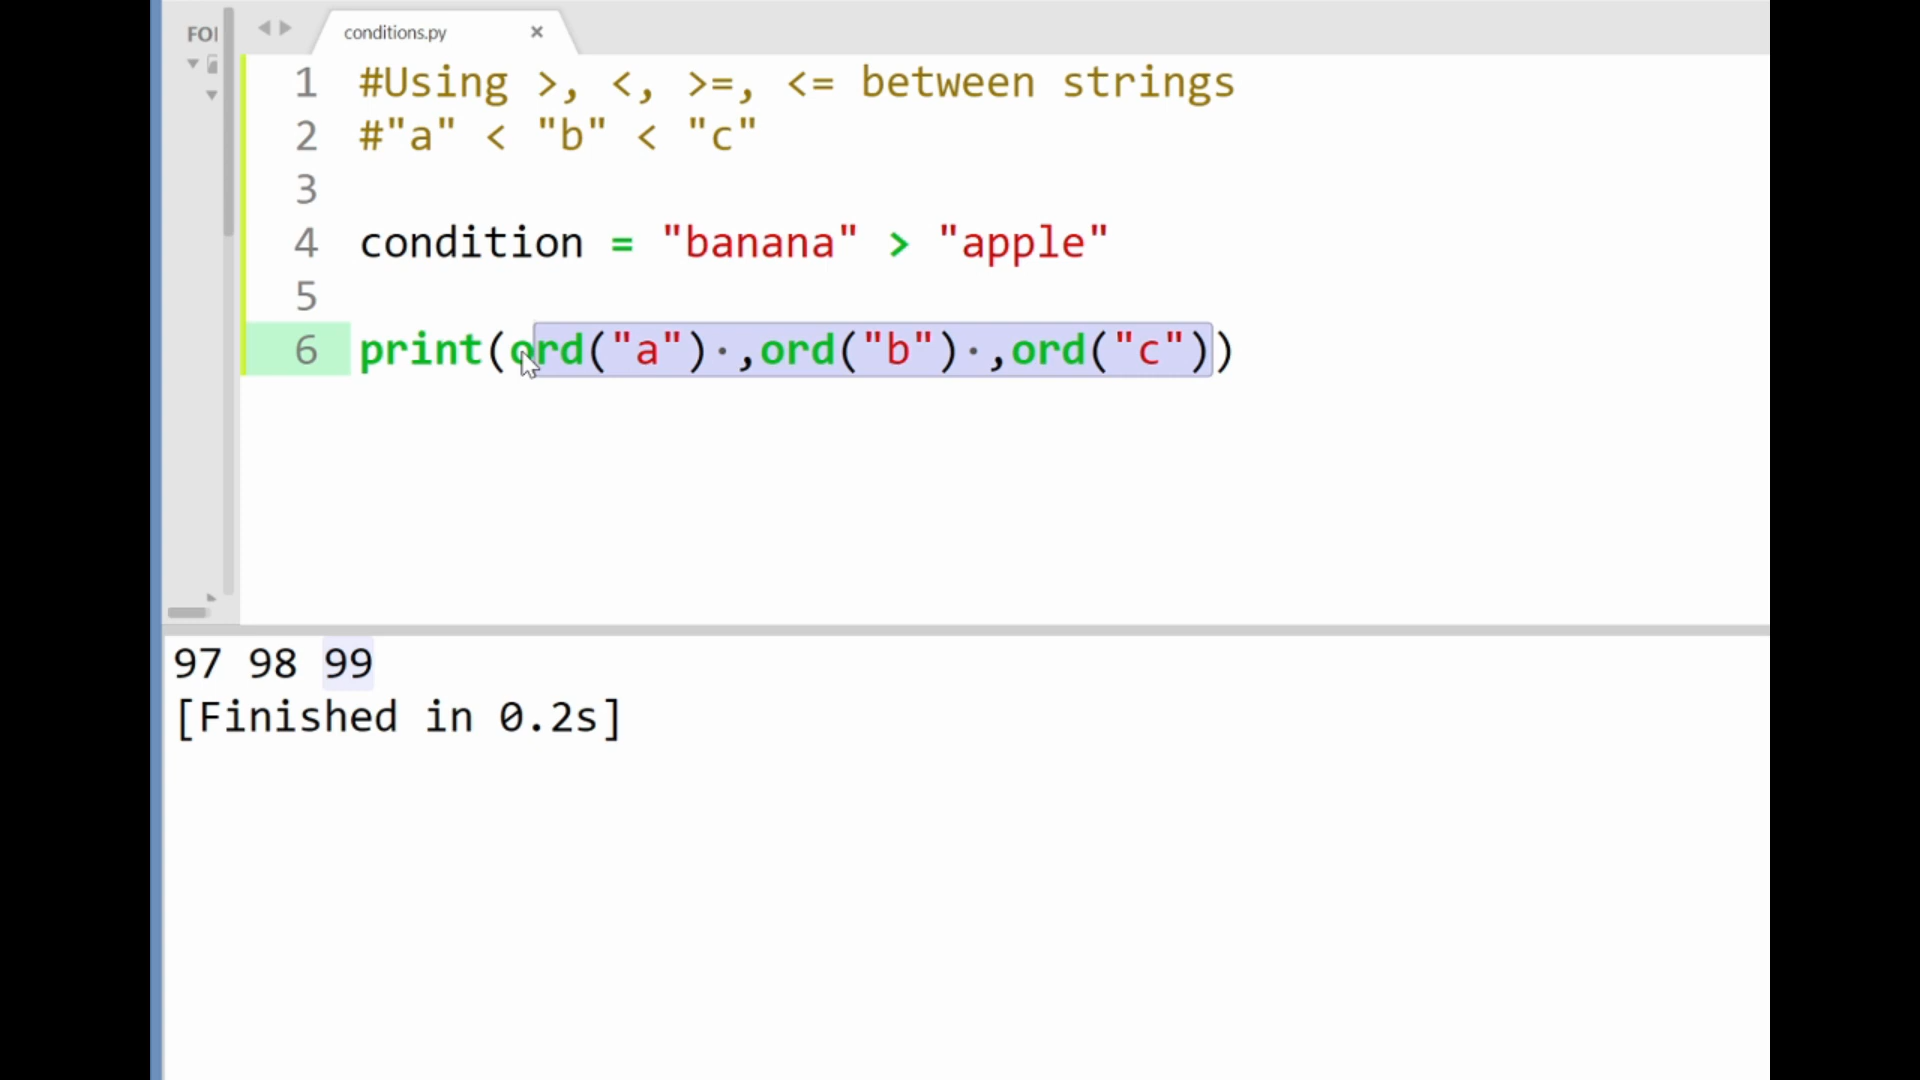 FOI
conditions.py ×
1 #Using >, <, >=, <= between strings
2 #"a" < "b" < "c"
3
4 condition = "banana" > "apple"
5
6 print(ord("a") ,ord("b") ,ord("c"))
97 98 99
[Finished in 0.2s]